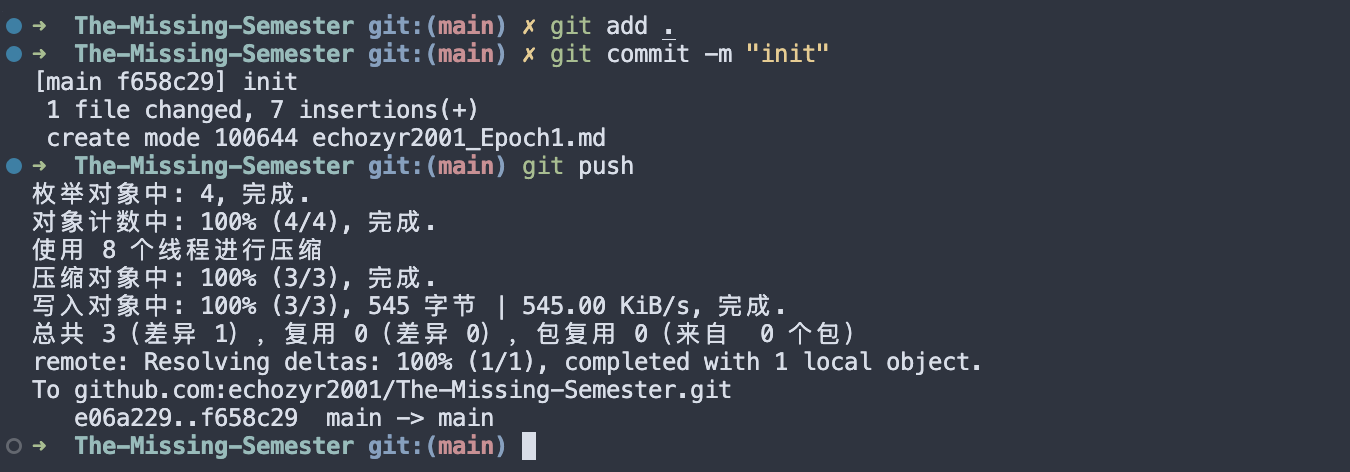 ➜  The-Missing-Semester git:(main) ✗ git add .
➜  The-Missing-Semester git:(main) ✗ git commit -m "init"
[main f658c29] init
 1 file changed, 7 insertions(+)
 create mode 100644 echozyr2001_Epoch1.md
➜  The-Missing-Semester git:(main) git push
枚举对象中: 4, 完成.
对象计数中: 100% (4/4), 完成.
使用 8 个线程进行压缩
压缩对象中: 100% (3/3), 完成.
写入对象中: 100% (3/3), 545 字节 | 545.00 KiB/s, 完成.
总共 3（差异 1），复用 0（差异 0），包复用 0（来自  0 个包）
remote: Resolving deltas: 100% (1/1), completed with 1 local object.
To github.com:echozyr2001/The-Missing-Semester.git
   e06a229..f658c29  main -> main
➜  The-Missing-Semester git:(main)